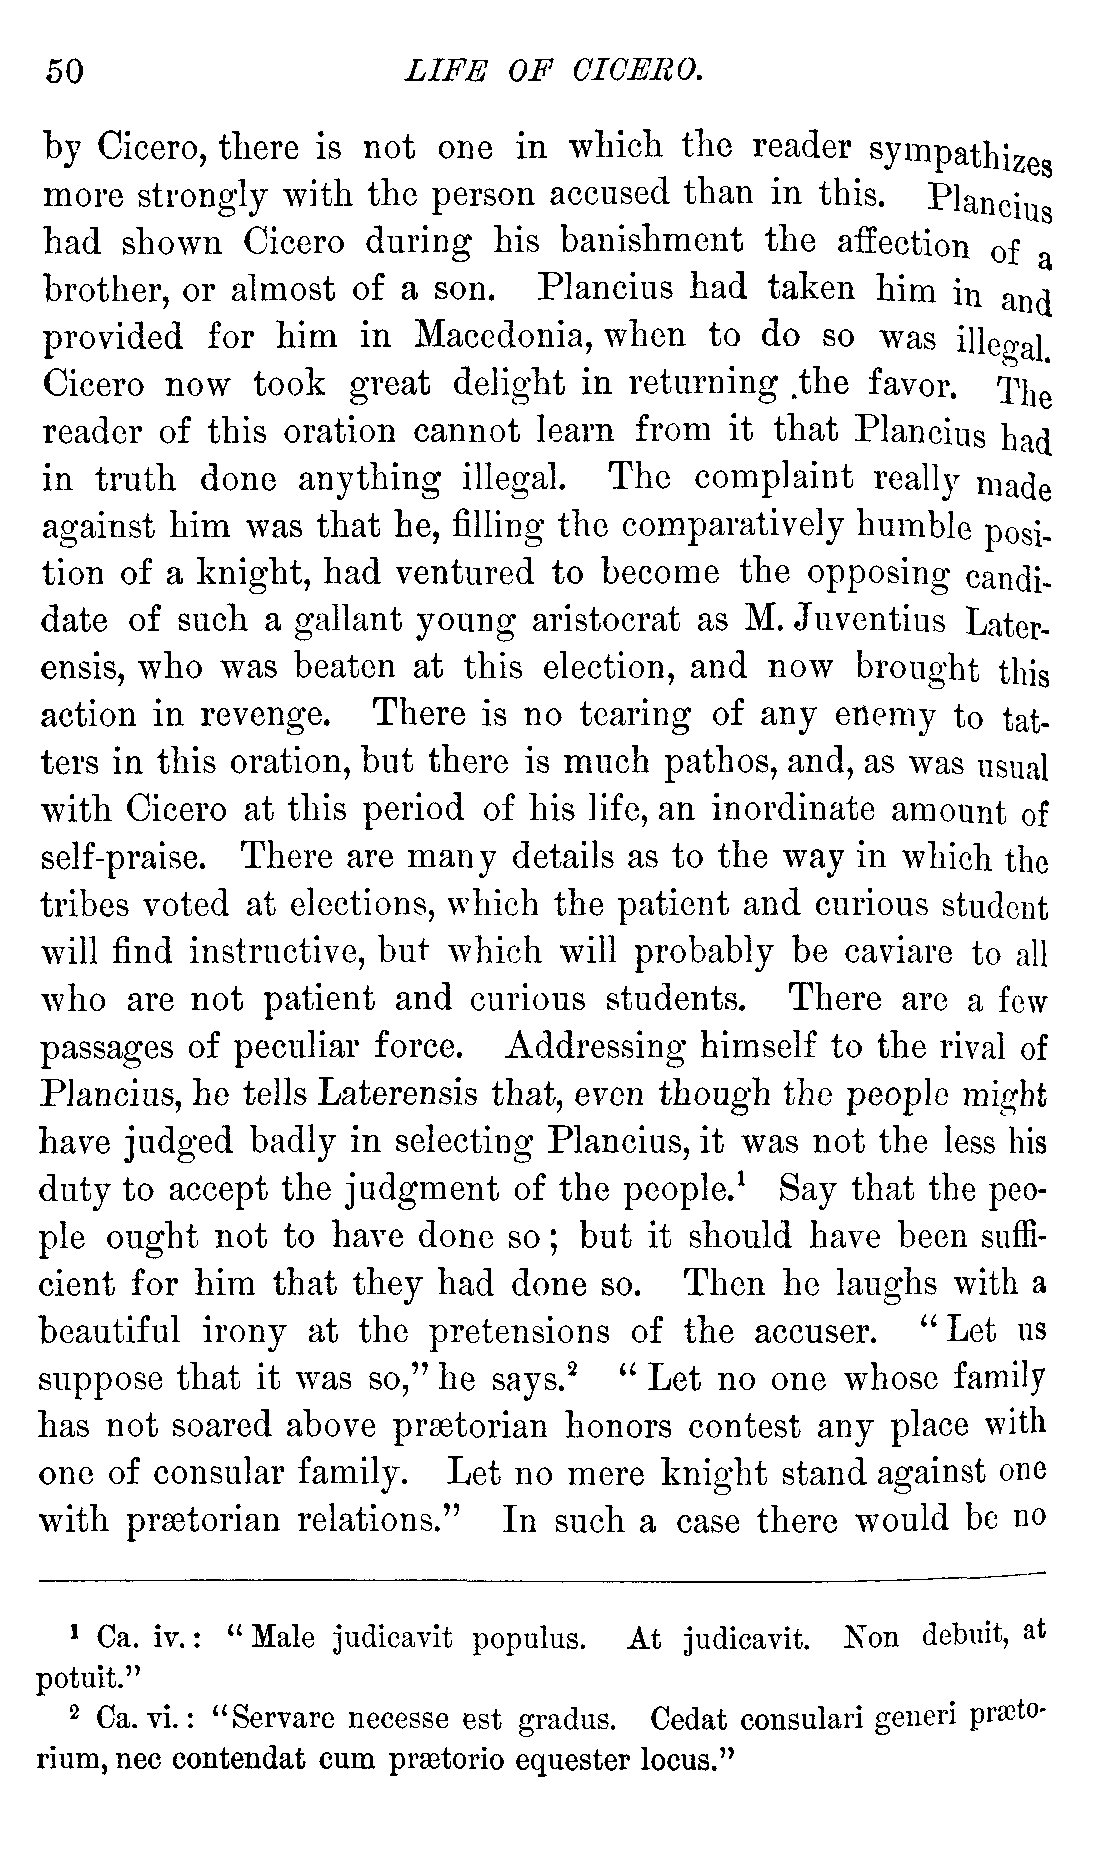 50 LIFE OF CICERO.
by Cicero, there is not one in which the reader sympathizes
more strongly with the person accused than in this. Plancius
had shown Cicero during his banishment the affection of a
brother, or almost of a son. Plancius had taken him in and
provided for him in Macedonia, when to do so was illegal.
Cicero now took great delight in returning the favor. The
reader of this oration cannot learn from it that Plancius had
in truth done anything illegal. The complaint really made
against him was that he, filling the comparatively humble posi-
tion of a knight, had ventured to become the opposing candi-
date of such a gallant young aristocrat as M. Juventius Later-
ensis, who was beaten at this election, and now brought this
action in revenge. There is no tearing of any enemy to tat-
ters in this oration, but there is much pathos, and, as was usual
with Cicero at this period of his life, an inordinate amount of
self-praise. There are many details as to the way in which the
tribes voted at elections, which the patient and curious student
will find instructive, but which will probably be caviare to all
who are not patient and curious students. There are a few
passages of peculiar force. Addressing himself to the rival of
Plancius, he tells Laterensis that, even though the people might
have judged badly in selecting Plancius, it was not the less his
duty to accept the judgment of the people.¹ Say that the peo-
ple ought not to have done so; but it should have been suffi-
cient for him that they had done so. Then he laughs with a
beautiful irony at the pretensions of the accuser. "Let us
suppose that it was so," he says.² "Let no one whose family
has not soared above prætorian honors contest any place with
one of consular family. Let no mere knight stand against one
with prætorian relations." In such a case there would be no
¹ Ca. iv.: "Male judicavit populus. At judicavit. Non debuit, at
potuit."
² Ca. vi.: "Servare necesse est gradus. Cedat consulari generi præto-
rium, nec contendat cum prætorio equester locus."